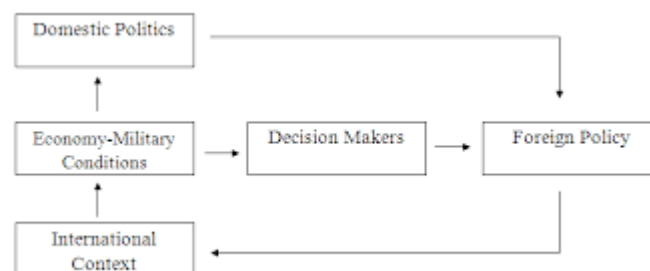 Domestic Politics
Economy-Military
Conditions
Decision Makers
Foreign Policy
International
Context